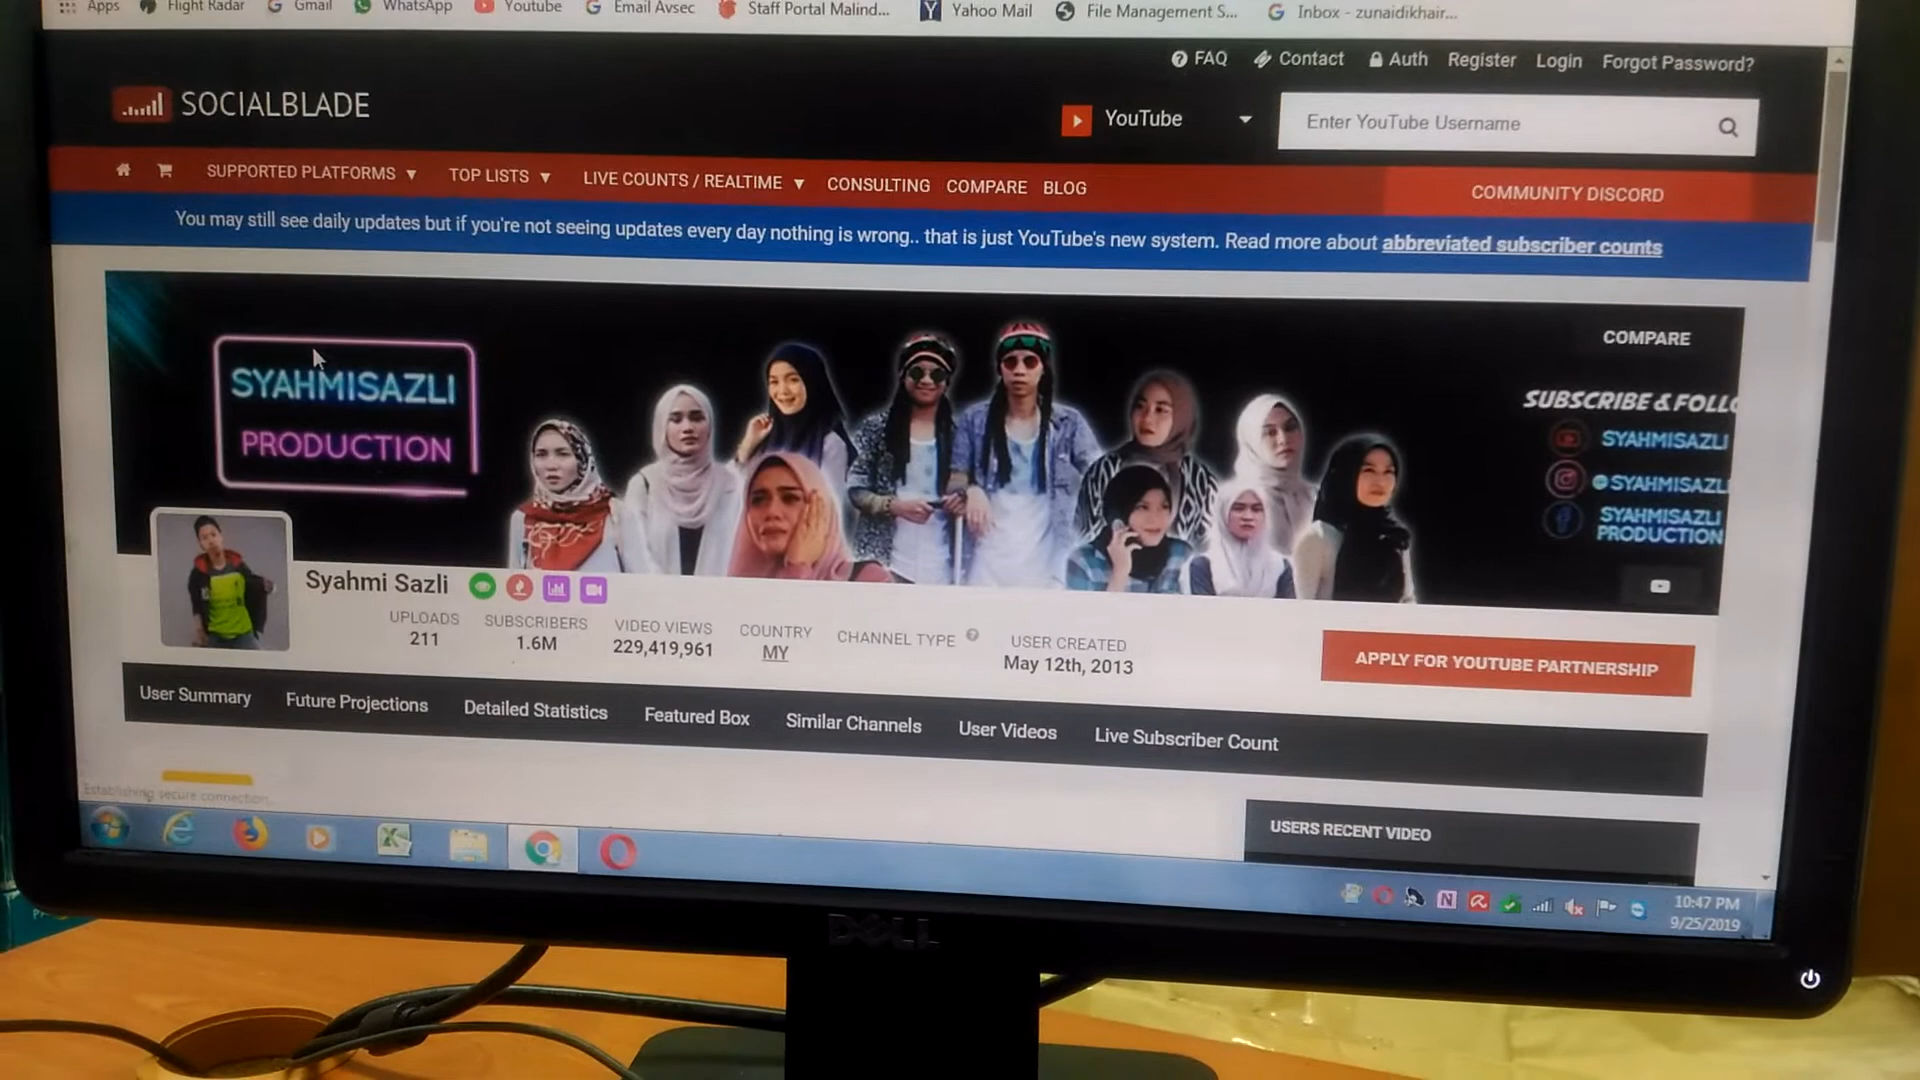 Apps Flight Radar Gmail WhatsApp Youtube Email Avsec Staff Portal Malind... Yahoo Mail File Management S... Inbox - zunaidikhair...
FAQ Contact Auth Register Login Forgot Password?
SOCIALBLADE
YouTube
Enter YouTube Username
SUPPORTED PLATFORMS TOP LISTS LIVE COUNTS / REALTIME CONSULTING COMPARE BLOG COMMUNITY DISCORD
You may still see daily updates but if you're not seeing updates every day nothing is wrong.. that is just YouTube's new system. Read more about abbreviated subscriber counts
COMPARE
SYAHMISAZLI
PRODUCTION
SUBSCRIBE & FOLLO
SYAHMISAZLI
@SYAHMISAZLI
SYAHMISAZLI
PRODUCTION
Syahmi Sazli
UPLOADS SUBSCRIBERS VIDEO VIEWS COUNTRY CHANNEL TYPE USER CREATED
211 1.6M 229,419,961 MY May 12th, 2013
APPLY FOR YOUTUBE PARTNERSHIP
User Summary Future Projections Detailed Statistics Featured Box Similar Channels User Videos Live Subscriber Count
Establishing secure connection...
USERS RECENT VIDEO
10:47 PM
9/25/2019
DELL